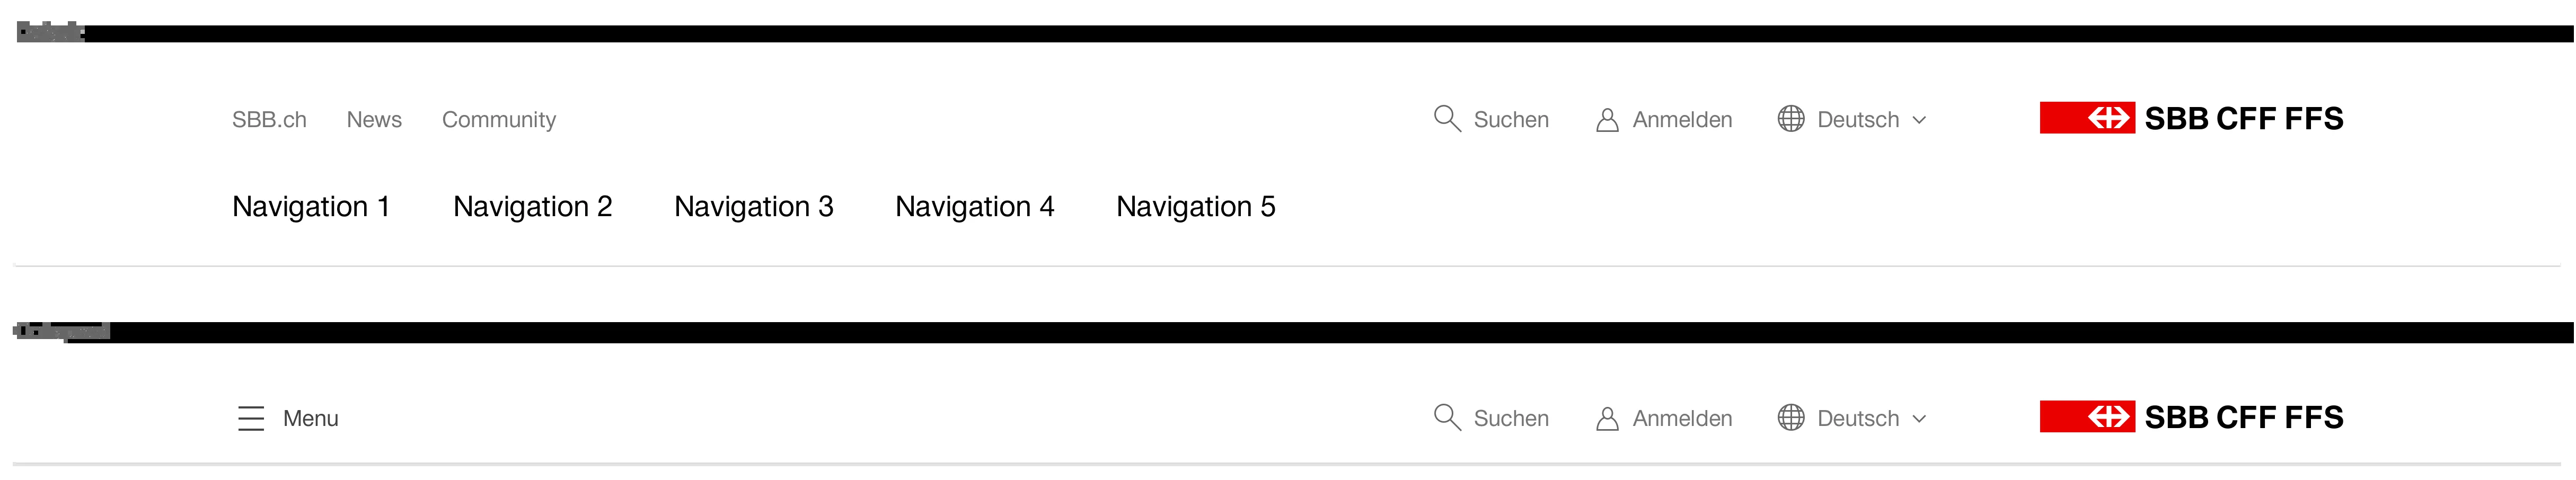 SBB.ch News Community Suchen Anmelden Deutsch SBB CFF FFS
Navigation 1 Navigation 2 Navigation 3 Navigation 4 Navigation 5
Menu Suchen Anmelden Deutsch SBB CFF FFS